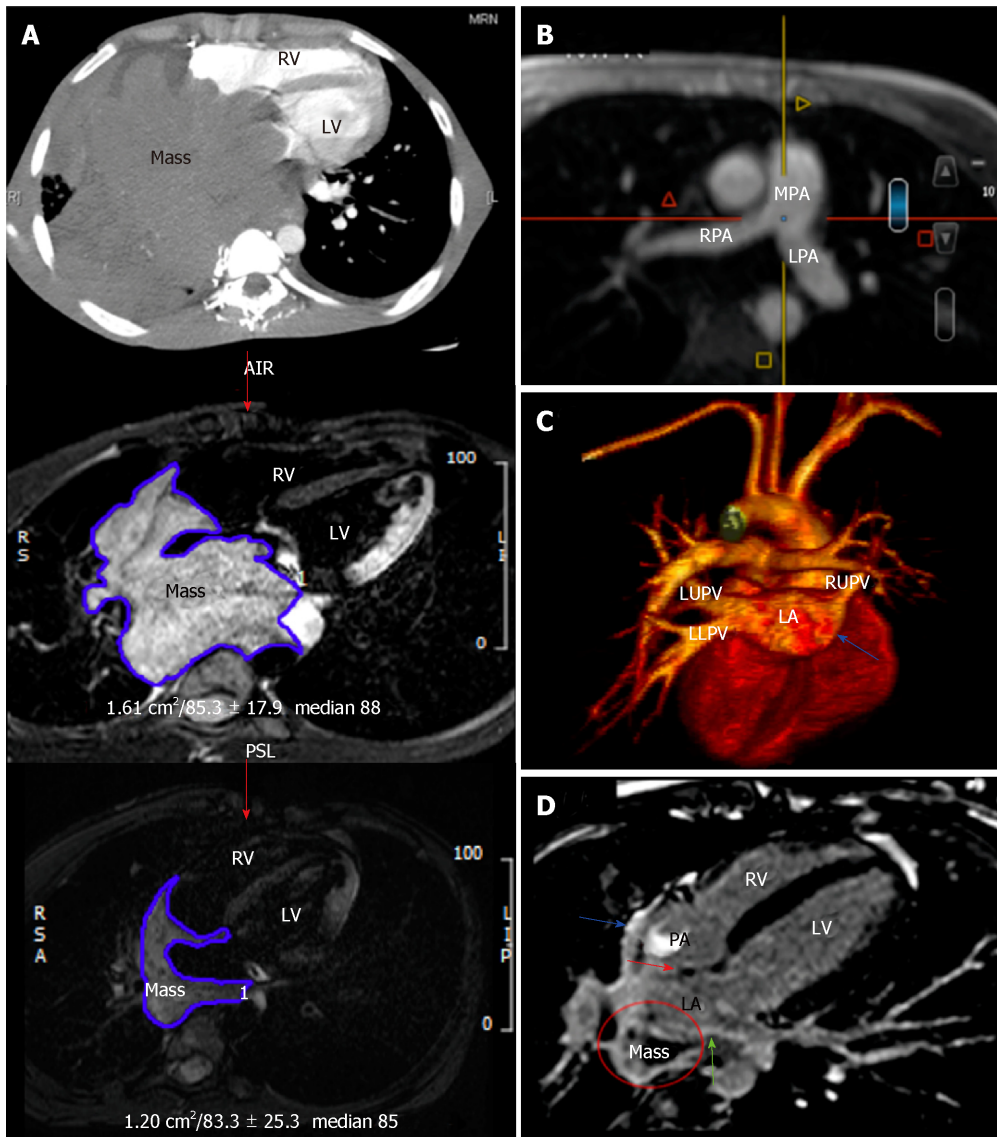 A
MRN
RV
LV
Mass
[R]
[L
AIR
RV
100
LV
R
S
Mass
0
1.61 cm²/85.3 ± 17.9 median 88
PSL
RV
100
LV
R
S
A
Mass
1
0
1.20 cm²/83.3 ± 25.3 median 85
B
10
MPA
RPA
LPA
C
LUPV
RUPV
LA
LLPV
D
RV
LV
PA
LA
Mass